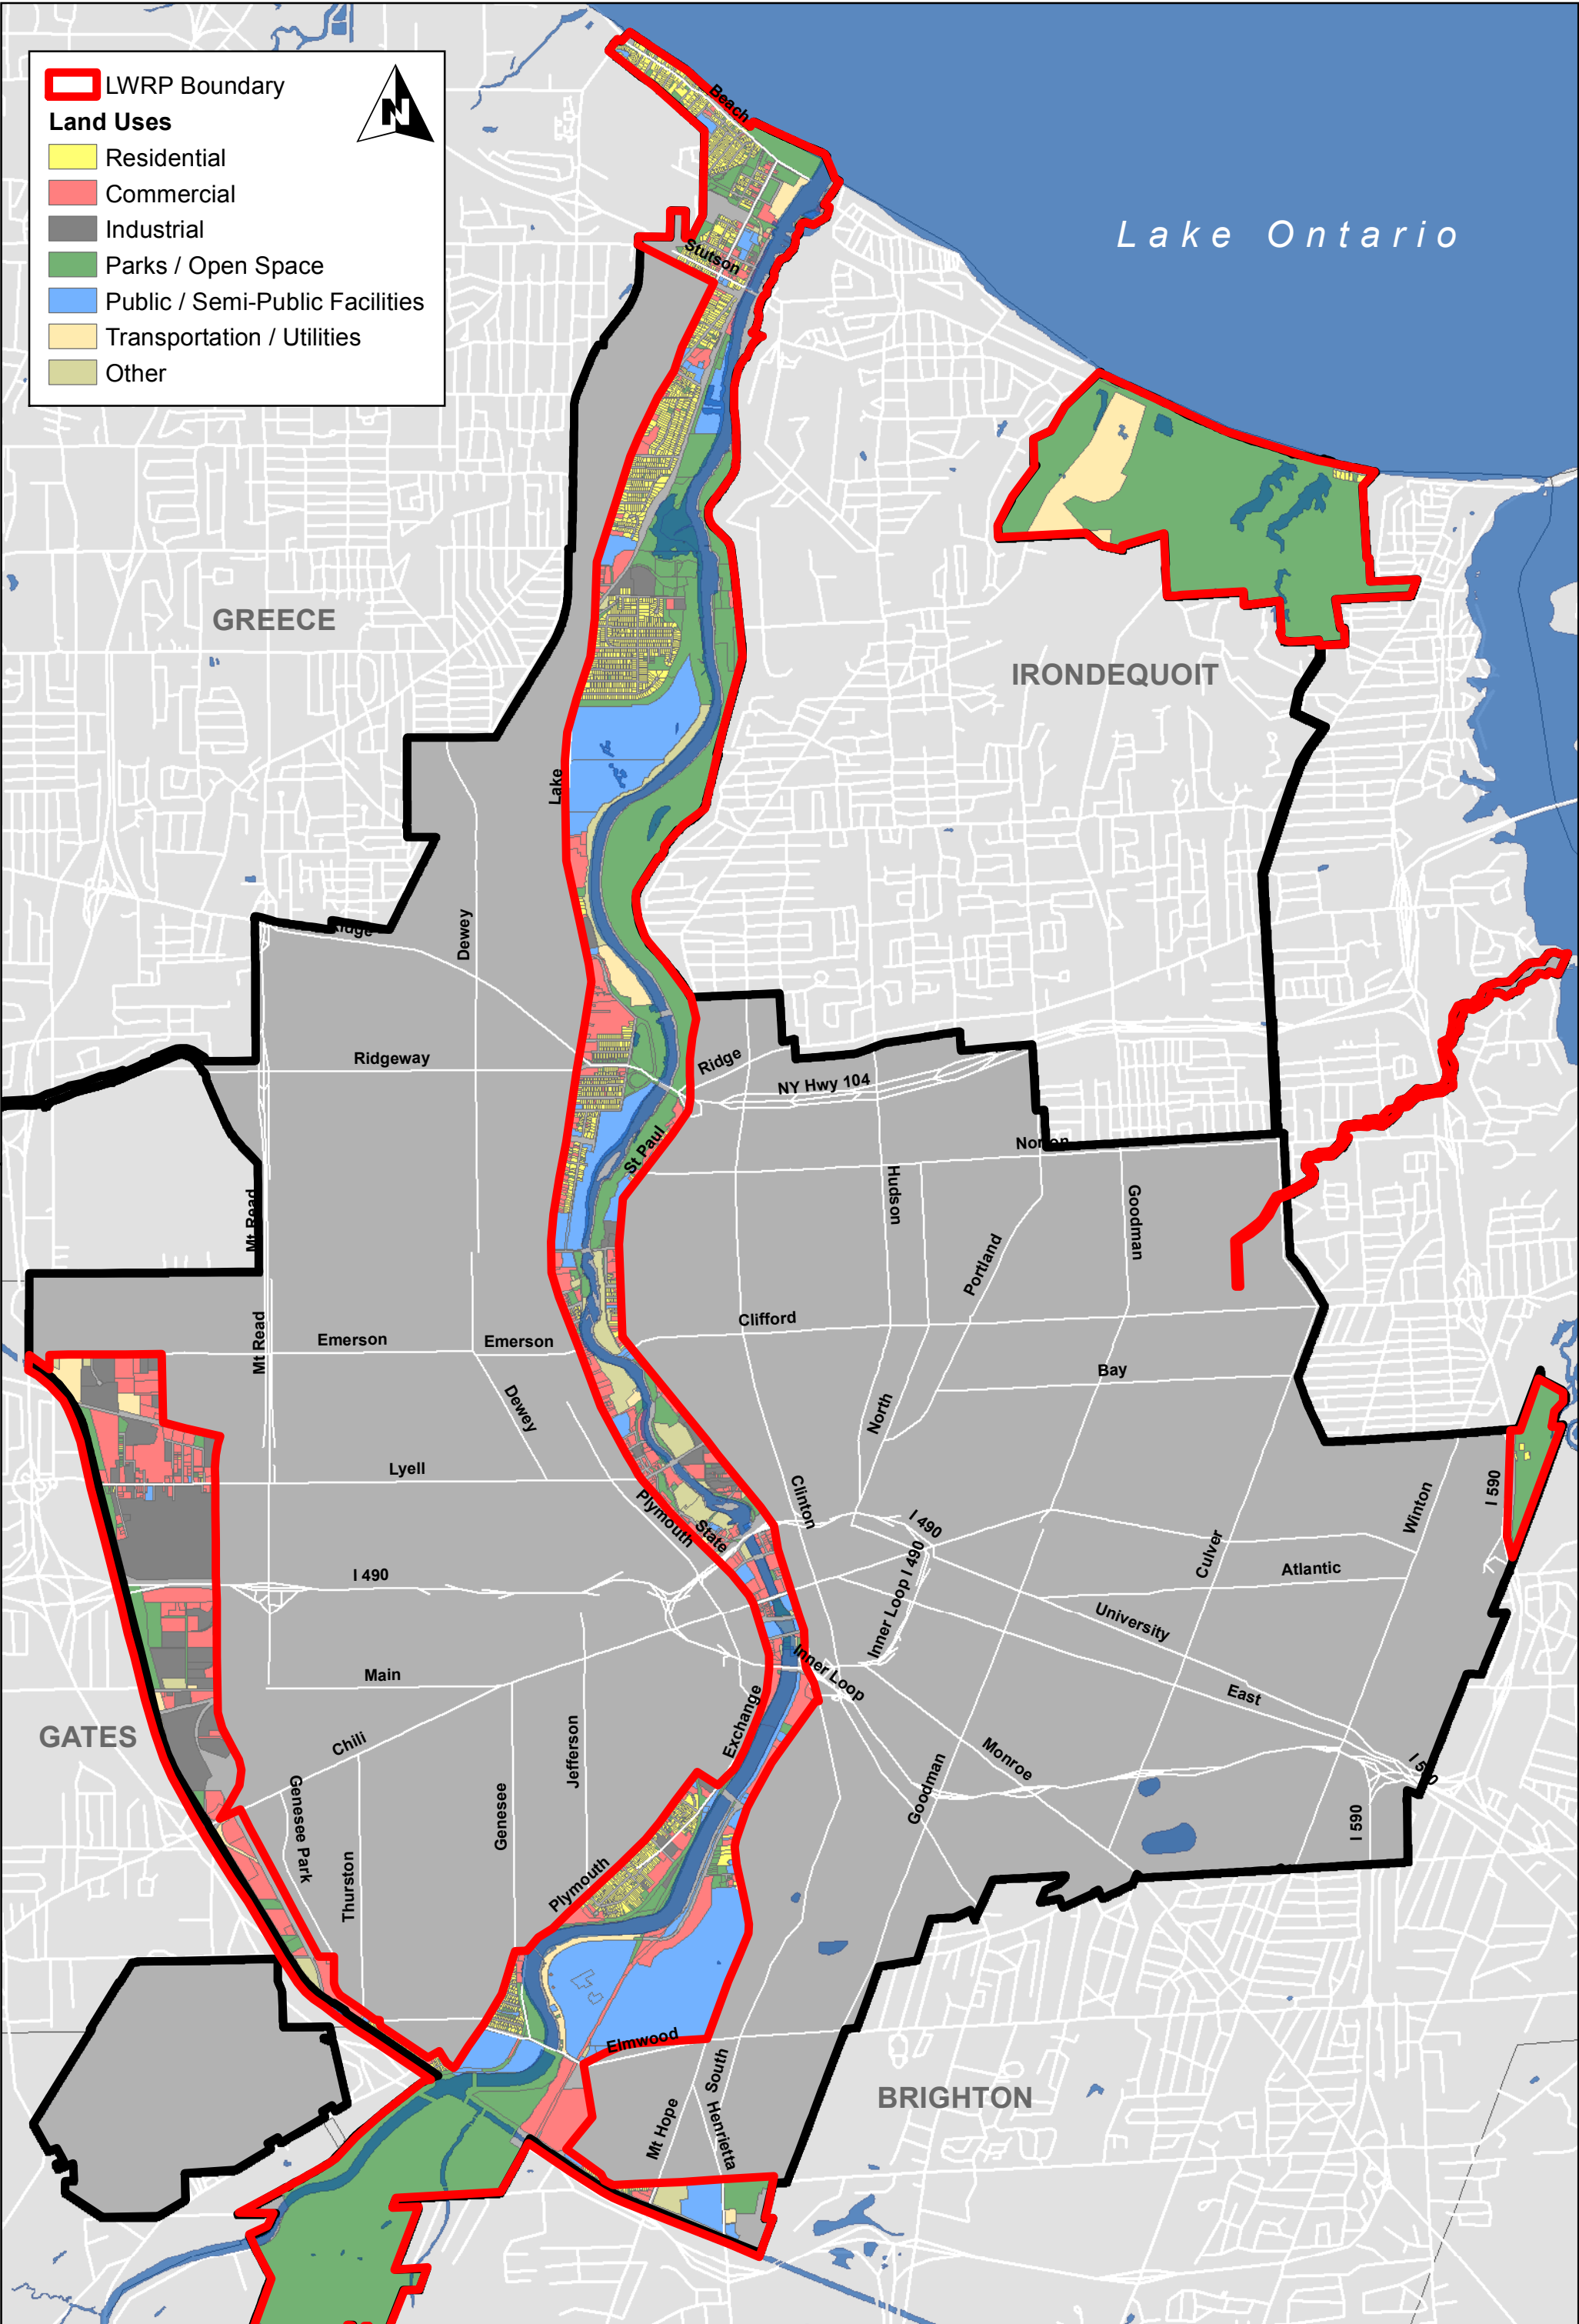 LWRP Boundary
N
Land Uses
Residential
Commercial
Industrial
Parks / Open Space
Public / Semi-Public Facilities
Transportation / Utilities
Other
Beach
Lake Ontario
Stutson
GREECE
IRONDEQUOIT
Lake
Ridge
Dewey
Ridgeway
Ridge
NY Hwy 104
St Paul
Norton
Hudson
Goodman
Mt Read
Portland
Clifford
Emerson
Emerson
Mt Read
Bay
Dewey
North
Lyell
Clinton
I 590
Winton
Plymouth
State
I 490
Culver
I 490
Inner Loop I 490
Atlantic
University
Main
Inner Loop
East
Exchange
GATES
Chili
Jefferson
Monroe
I 590
Genesee Park
Genesee
Goodman
I 590
Thurston
Plymouth
Elmwood
South
BRIGHTON
Mt Hope
Henrietta